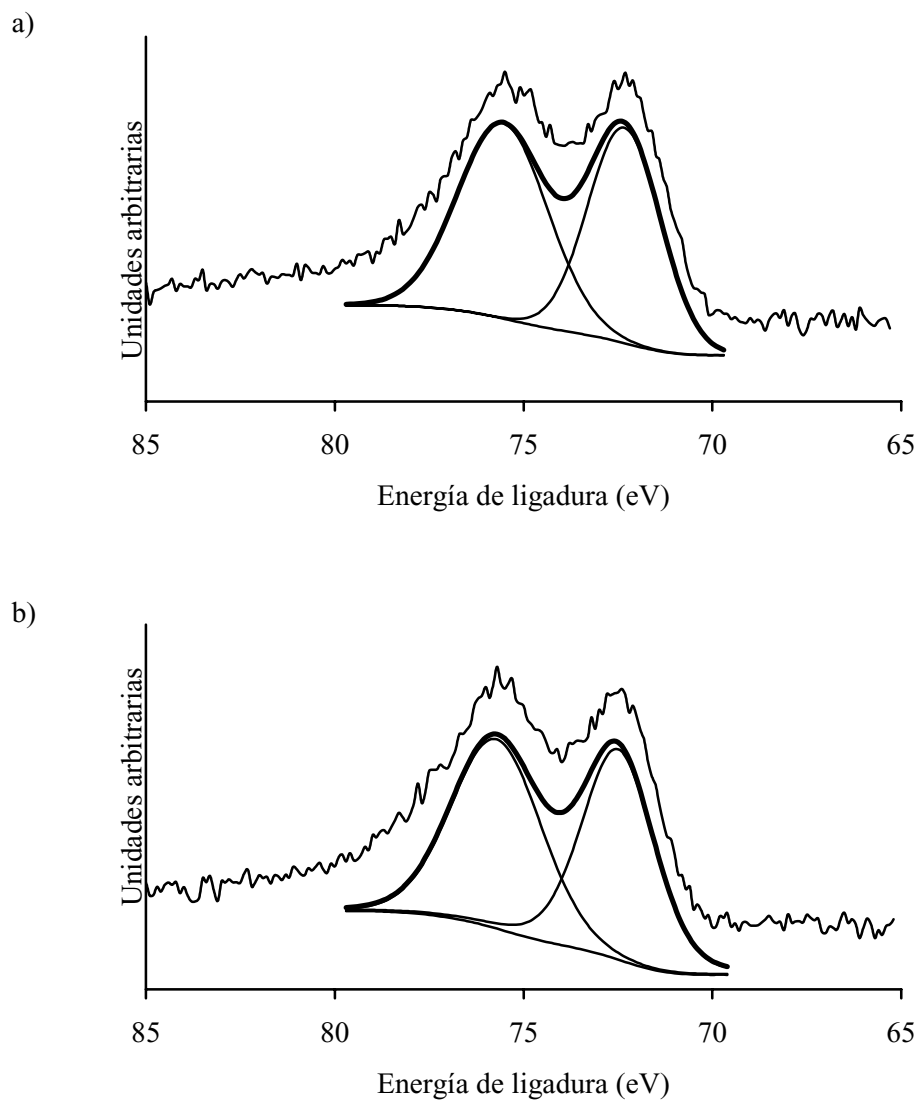 a)
Unidades arbitrarias
85 80 75 70 65
Energía de ligadura (eV)
b)
Unidades arbitrarias
85 80 75 70 65
Energía de ligadura (eV)